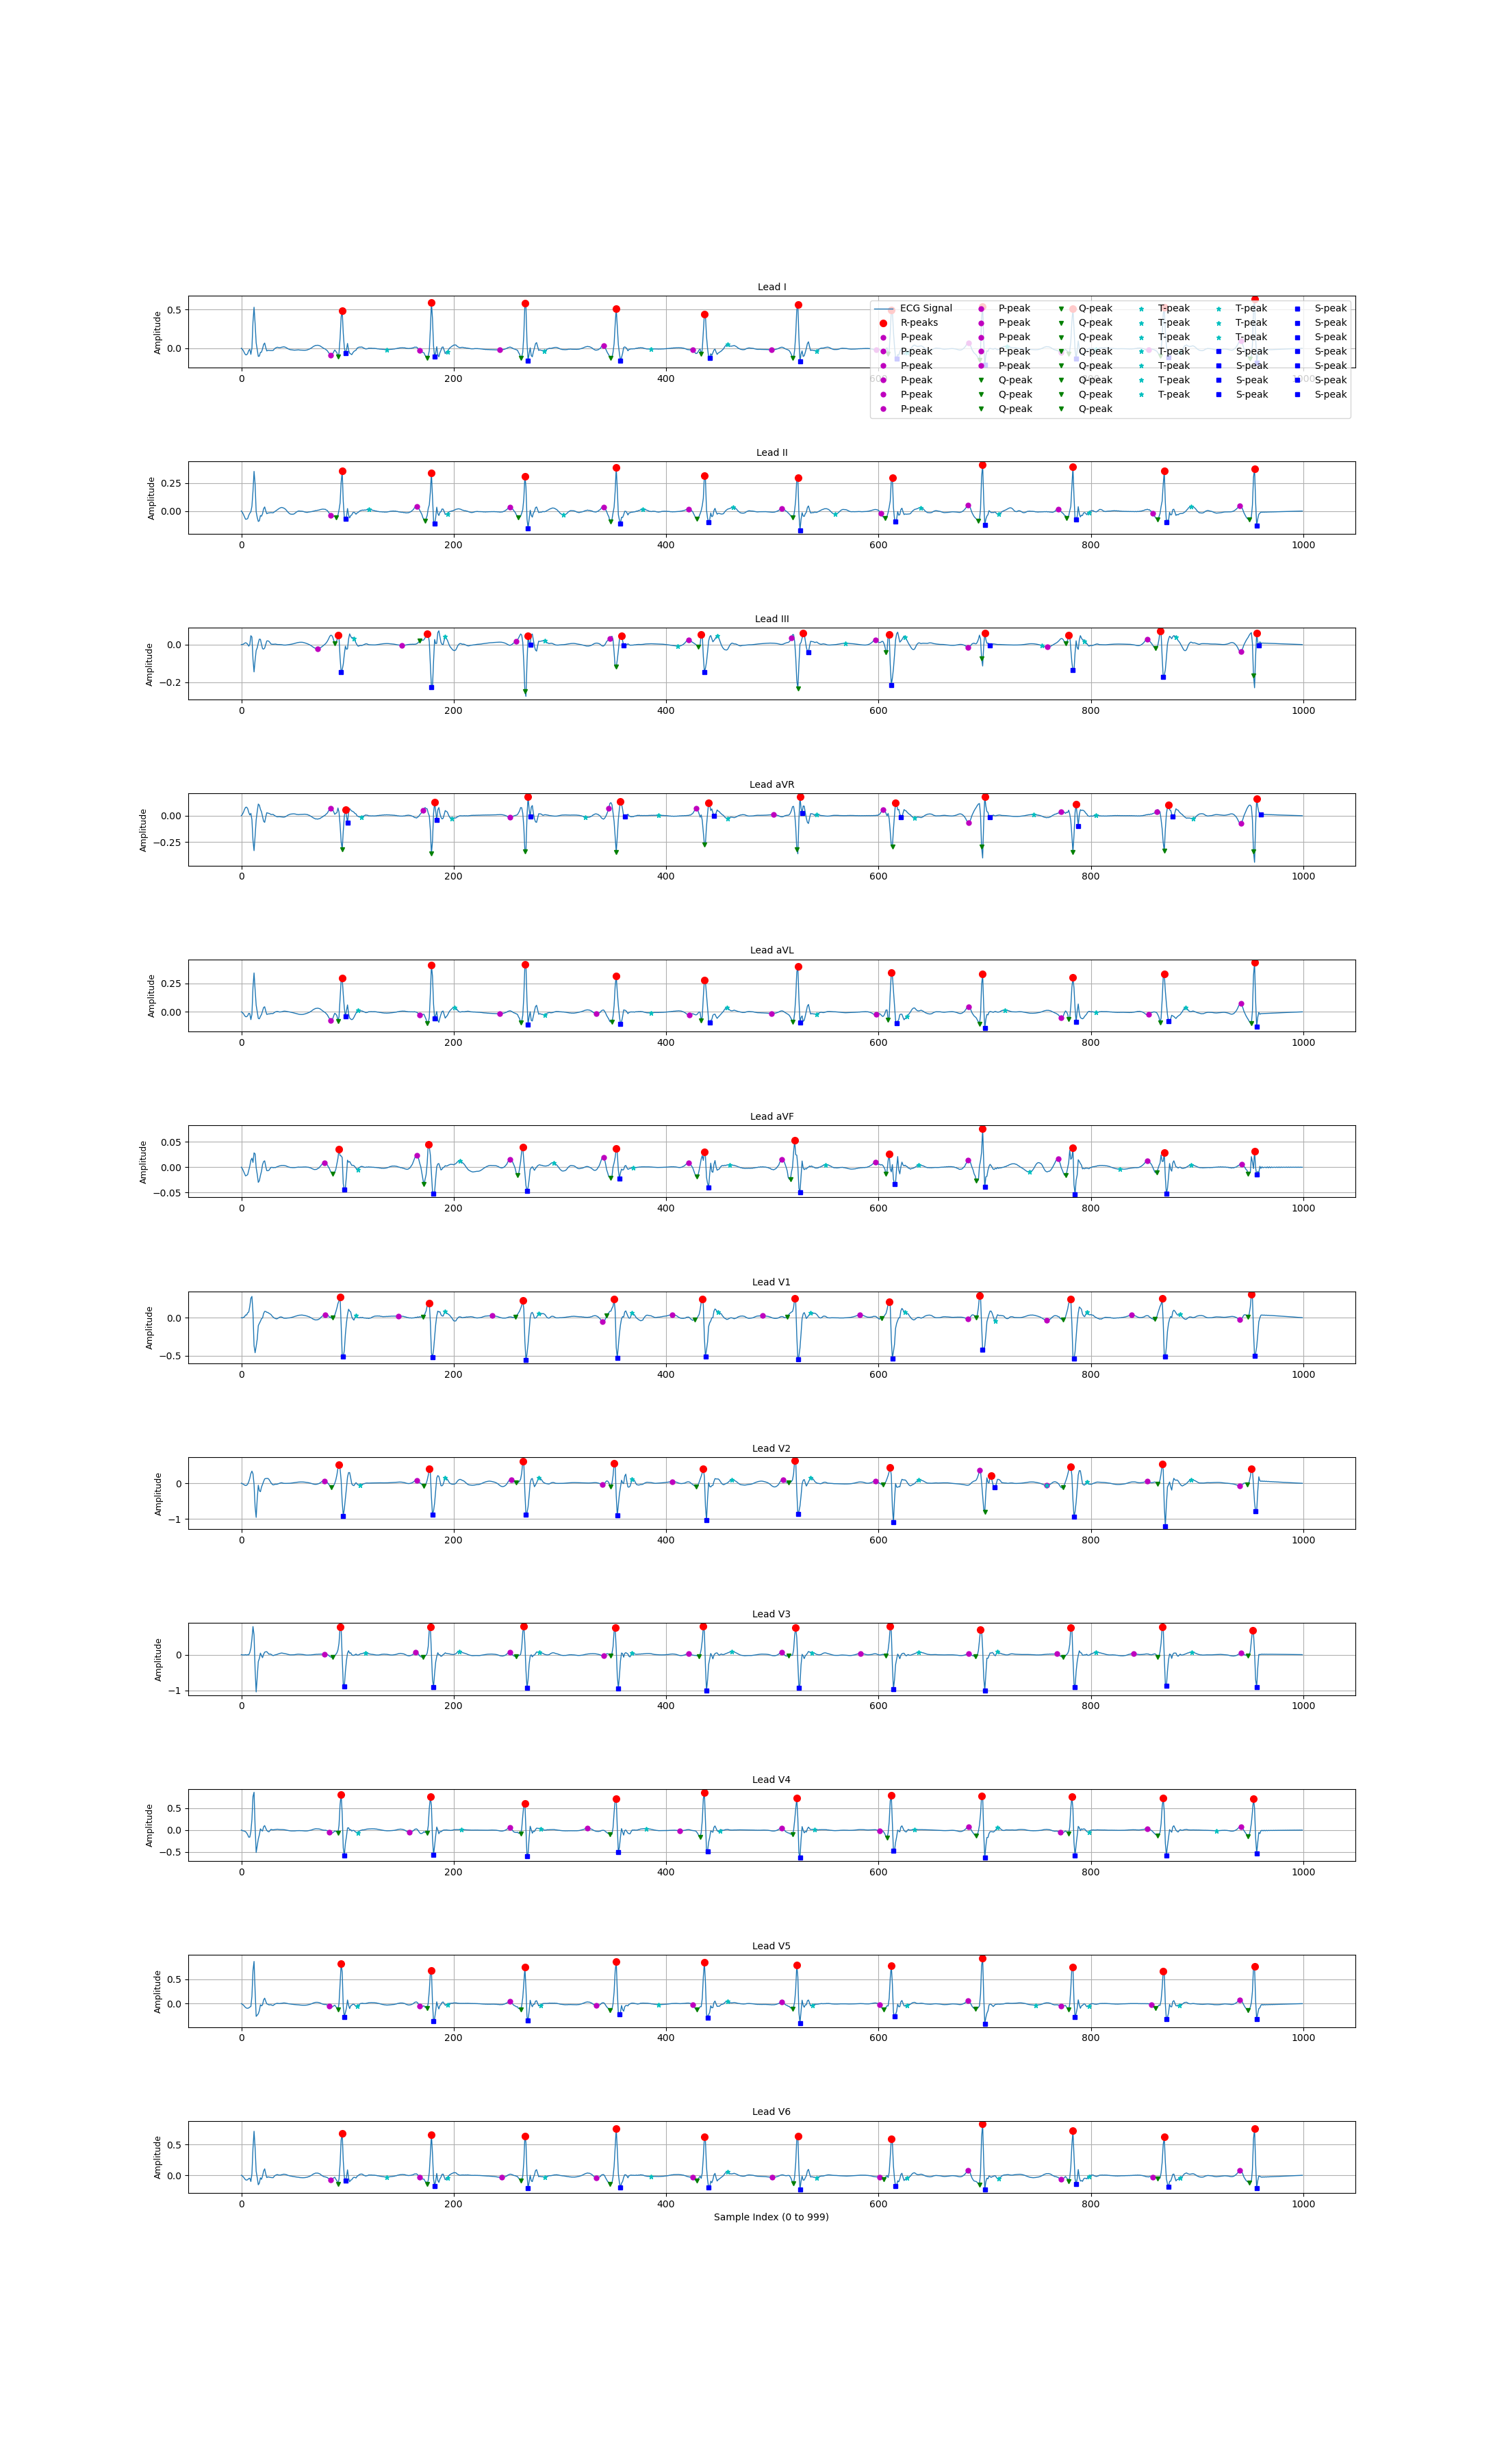 Lead I
Amplitude
0.5
0.0
0 200 400 600 800 1000
ECG Signal P-peak Q-peak T-peak T-peak S-peak
R-peaks P-peak Q-peak T-peak T-peak S-peak
P-peak P-peak Q-peak T-peak T-peak S-peak
P-peak P-peak Q-peak T-peak S-peak S-peak
P-peak P-peak Q-peak T-peak S-peak S-peak
P-peak Q-peak Q-peak T-peak S-peak S-peak
P-peak Q-peak Q-peak T-peak S-peak S-peak
P-peak Q-peak Q-peak
Lead II
Amplitude
0.25
0.00
0 200 400 600 800 1000
Lead III
Amplitude
0.0
−0.2
0 200 400 600 800 1000
Lead aVR
Amplitude
0.00
−0.25
0 200 400 600 800 1000
Lead aVL
Amplitude
0.25
0.00
0 200 400 600 800 1000
Lead aVF
Amplitude
0.05
0.00
−0.05
0 200 400 600 800 1000
Lead V1
Amplitude
0.0
−0.5
0 200 400 600 800 1000
Lead V2
Amplitude
0
−1
0 200 400 600 800 1000
Lead V3
Amplitude
0
−1
0 200 400 600 800 1000
Lead V4
Amplitude
0.5
0.0
−0.5
0 200 400 600 800 1000
Lead V5
Amplitude
0.5
0.0
0 200 400 600 800 1000
Lead V6
Amplitude
0.5
0.0
0 200 400 600 800 1000
Sample Index (0 to 999)